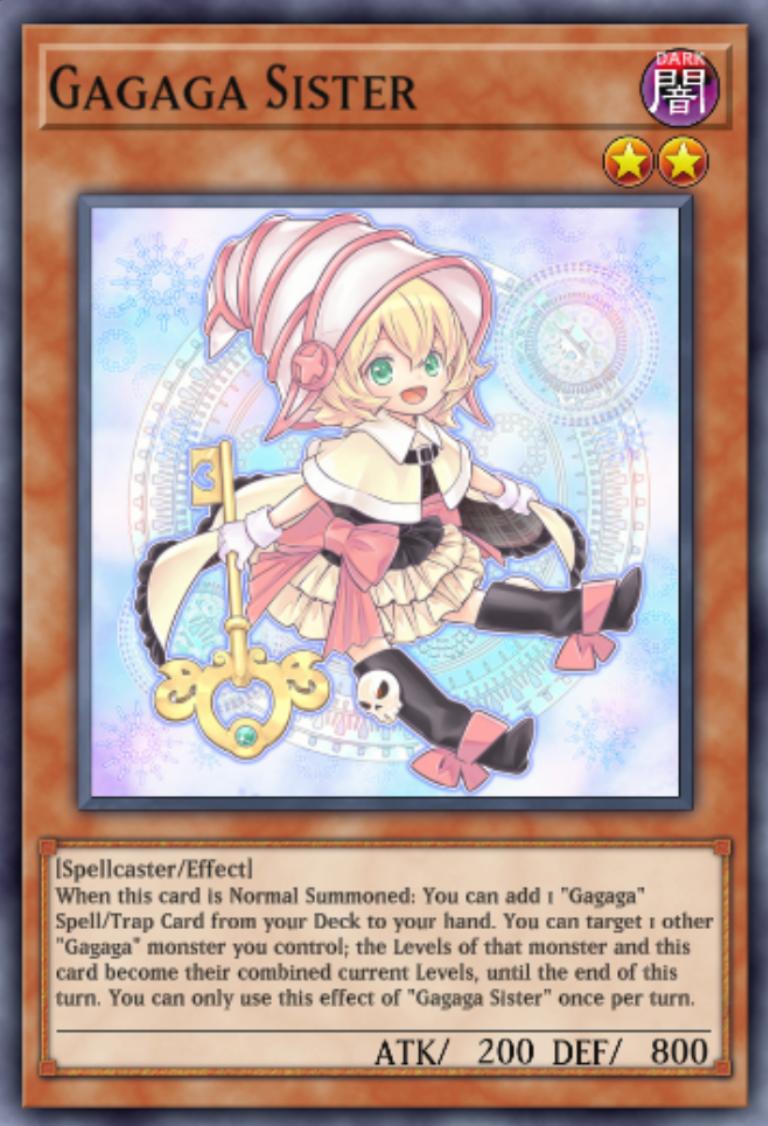 Gagaga Sister
DARK
闇
[Spellcaster/Effect]
When this card is Normal Summoned: You can add 1 "Gagaga"
Spell/Trap Card from your Deck to your hand. You can target 1 other
"Gagaga" monster you control; the Levels of that monster and this
card become their combined current Levels, until the end of this
turn. You can only use this effect of "Gagaga Sister" once per turn.
ATK/ 200 DEF/ 800